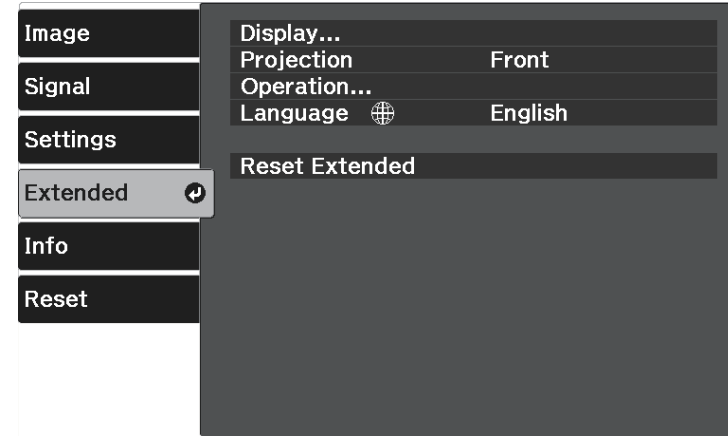 Image
Signal
Settings
Extended
Info
Reset
Display...
Projection Front
Operation...
Language English
Reset Extended